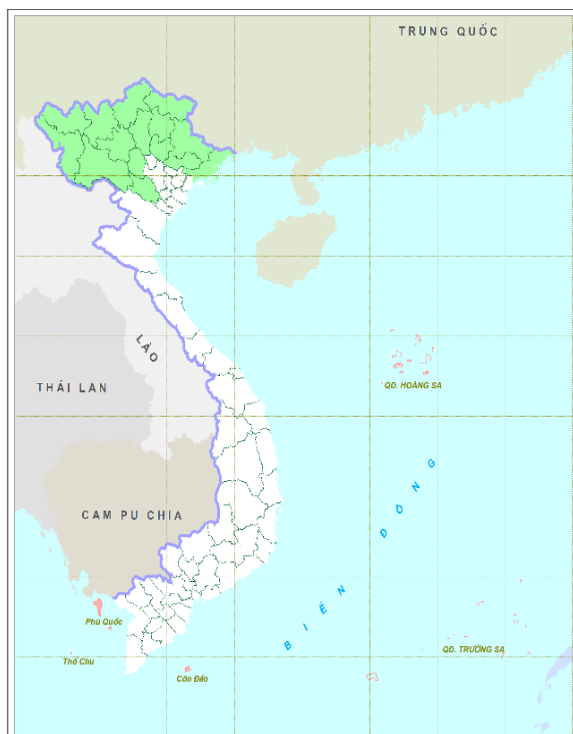 TRUNG QUỐC
LÀO
THÁI LAN
QĐ. HOÀNG SA
CAM PU CHIA
BIỂN ĐÔNG
Phú Quốc
Thổ Chu
Côn Đảo
QĐ. TRƯỜNG SA